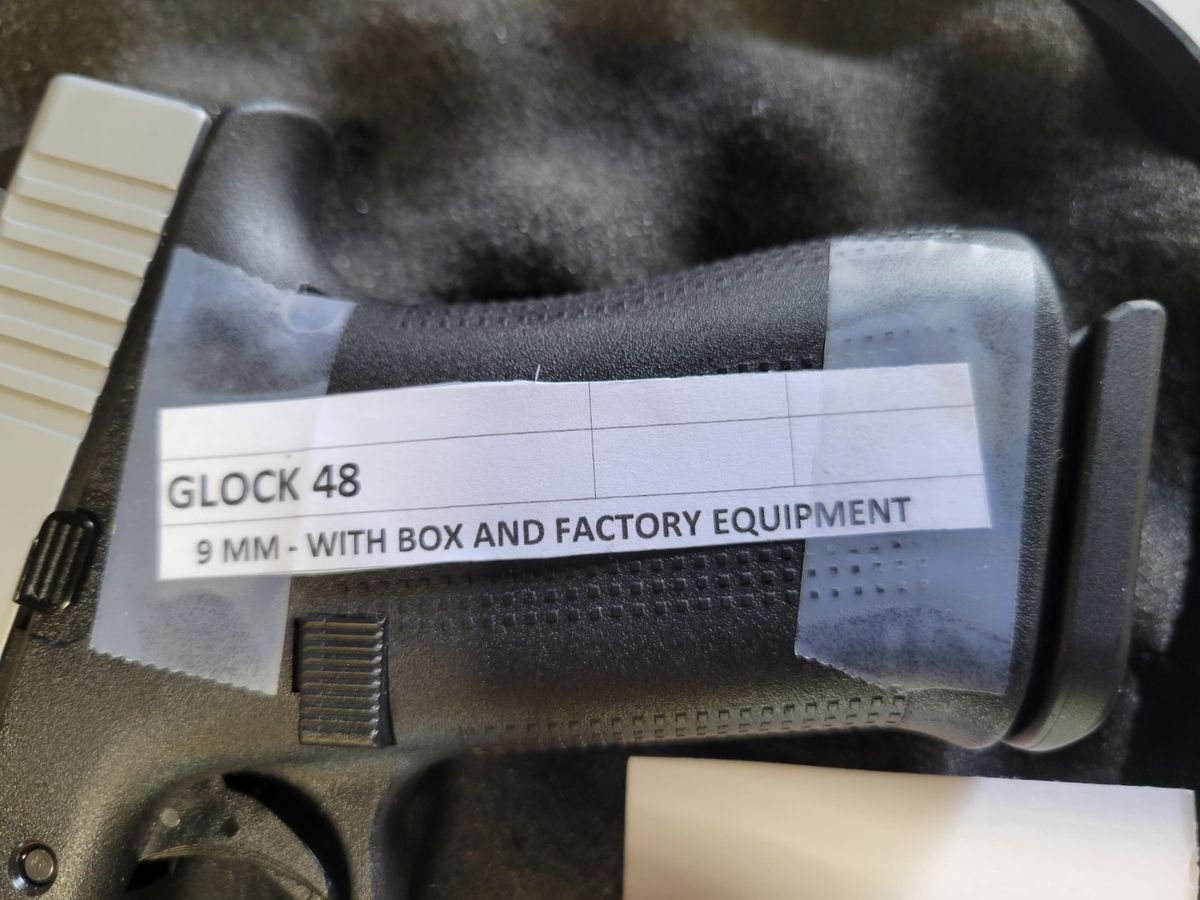 GLOCK 48
9 MM - WITH BOX AND FACTORY EQUIPMENT